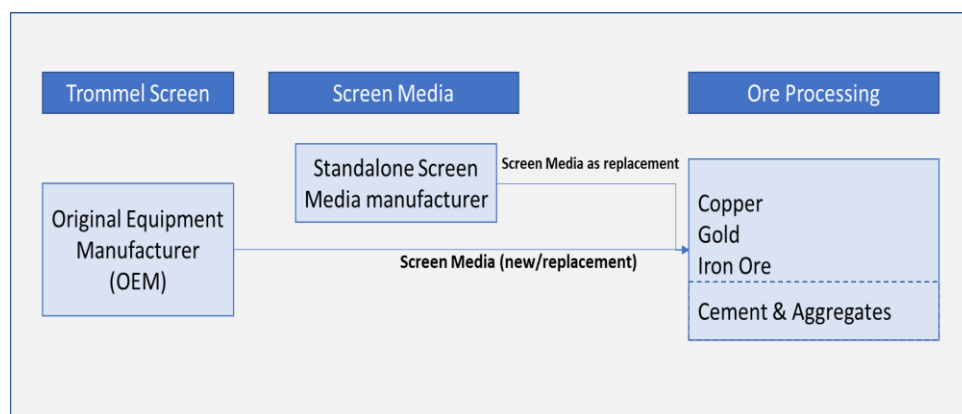 Trommel Screen
Screen Media
Ore Processing
Standalone Screen
Media manufacturer
Screen Media as replacement
Original Equipment
Manufacturer
(OEM)
Screen Media (new/replacement)
Copper
Gold
Iron Ore
Cement & Aggregates